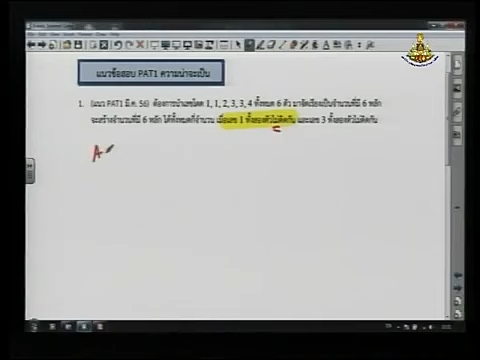 แนวข้อสอบ PAT1 ความน่าจะเป็น
1. (แนว PAT1 มี.ค. 56) ต้องการนำเลขโดด 1, 1, 2, 3, 3, 4 ทั้งหมด 6 ตัว มาจัดเรียงเป็นจำนวนที่มี 6 หลัก
จะสร้างจำนวนที่มี 6 หลัก ได้ทั้งหมดกี่จำนวน เมื่อเลข 1 ทั้งสองตัวไม่ติดกัน และเลข 3 ทั้งสองตัวไม่ติดกัน
A